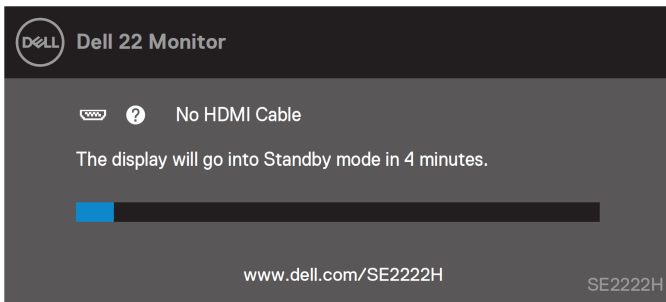 DELL Dell 22 Monitor
? No HDMI Cable
The display will go into Standby mode in 4 minutes.
www.dell.com/SE2222H
SE2222H